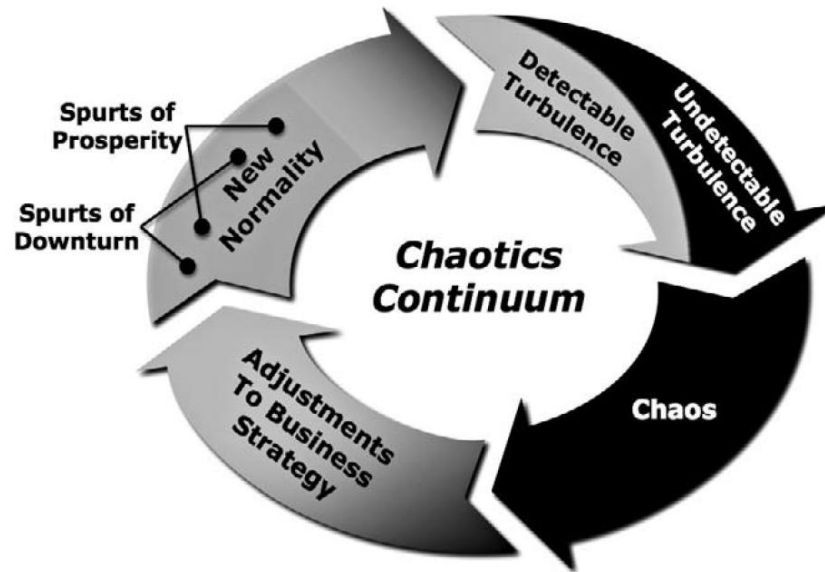 Spurts of
Prosperity
Spurts of
Downturn
New
Normality
Detectable
Turbulence
Undetectable
Turbulence
Chaotics
Continuum
Chaos
Adjustments
To Business
Strategy